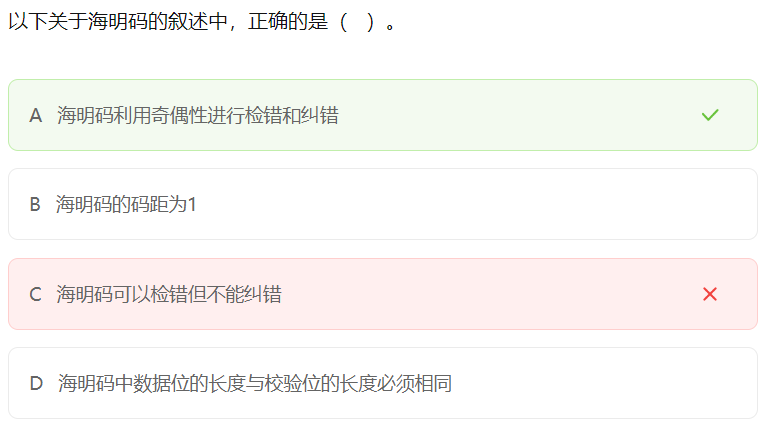 以下关于海明码的叙述中，正确的是（　）。
A 海明码利用奇偶性进行检错和纠错
B 海明码的码距为1
C 海明码可以检错但不能纠错
D 海明码中数据位的长度与校验位的长度必须相同